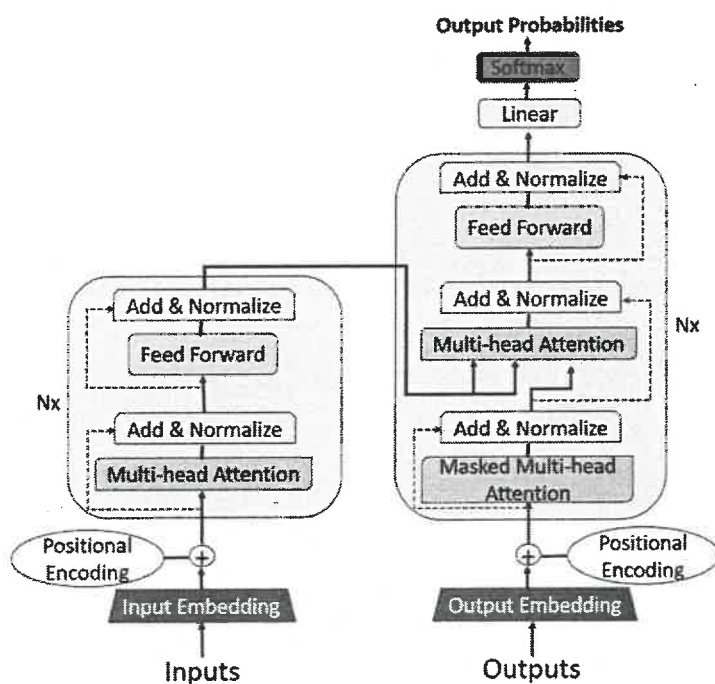 Output Probabilities
Softmax
Linear
Add & Normalize
Feed Forward
Add & Normalize
Multi-head Attention
Nx
Add & Normalize
Masked Multi-head
Attention
Positional
Encoding
+
Output Embedding
Outputs
Add & Normalize
Feed Forward
Nx
Add & Normalize
Multi-head Attention
Positional
Encoding
+
Input Embedding
Inputs